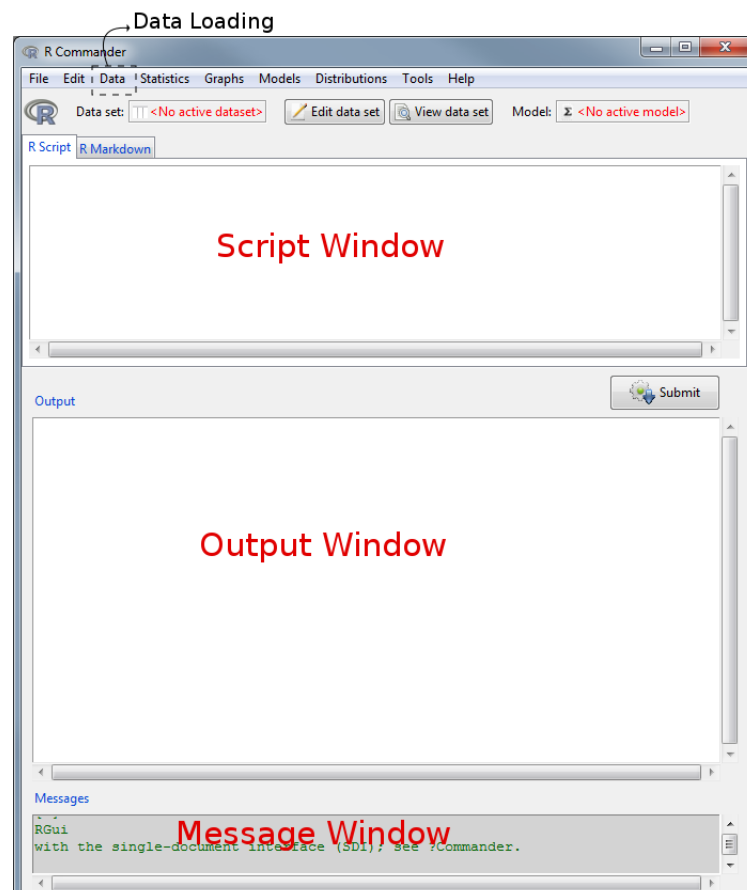 Data Loading
R Commander
File Edit Data Statistics Graphs Models Distributions Tools Help
R Data set: <No active dataset> Edit data set View data set Model: Σ <No active model>
R Script R Markdown
Script Window
Submit
Output
Output Window
Messages
RGui
Message Window
with the single-document interface (SDI); see ?Commander.